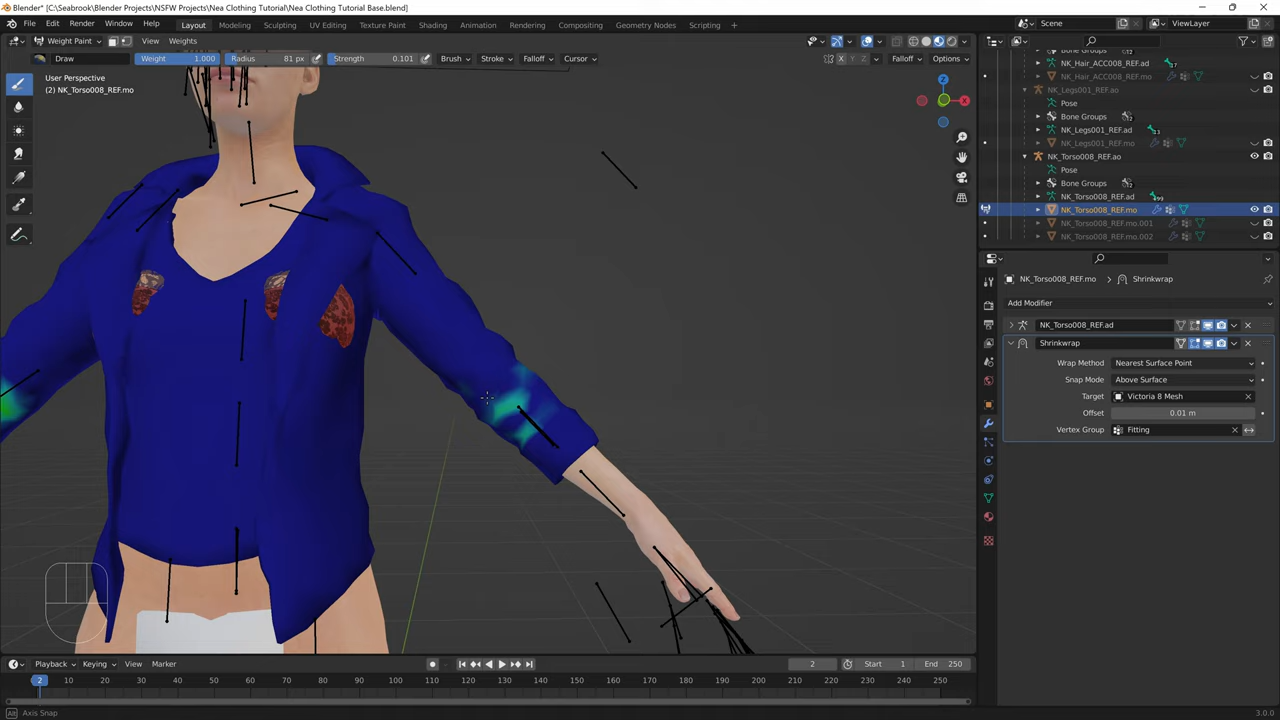 Blender* [C:\Seabrook\Blender Projects\NSFW Projects\Nea Clothing Tutorial\Nea Clothing Tutorial Base.blend]
File Edit Render Window Help Layout Modeling Sculpting UV Editing Texture Paint Shading Animation Rendering Compositing Geometry Nodes Scripting + Scene ViewLayer
Weight Paint View Weights
Draw Weight 1.000 Radius 81 px Strength 0.101 Brush Stroke Falloff Cursor X Y Z Falloff Options
User Perspective
(2) NK_Torso008_REF.mo
Z
X
Bone Groups
NK_Hair_ACC008_REF.ad
NK_Hair_ACC008_REF.mo
NK_Legs001_REF.ao
Pose
Bone Groups
NK_Legs001_REF.ad
NK_Legs001_REF.mo
NK_Torso008_REF.ao
Pose
Bone Groups
NK_Torso008_REF.ad
NK_Torso008_REF.mo
NK_Torso008_REF.mo.001
NK_Torso008_REF.mo.002
NK_Torso008_REF.mo > Shrinkwrap
Add Modifier
NK_Torso008_REF.ad
Shrinkwrap
Wrap Method Nearest Surface Point
Snap Mode Above Surface
Target Victoria 8 Mesh
Offset 0.01 m
Vertex Group Fitting
Playback Keying View Marker 2 Start 1 End 250
2 10 20 30 40 50 60 70 80 90 100 110 120 130 140 150 160 170 180 190 200 210 220 230 240 250
Alt Axis Snap 3.0.0